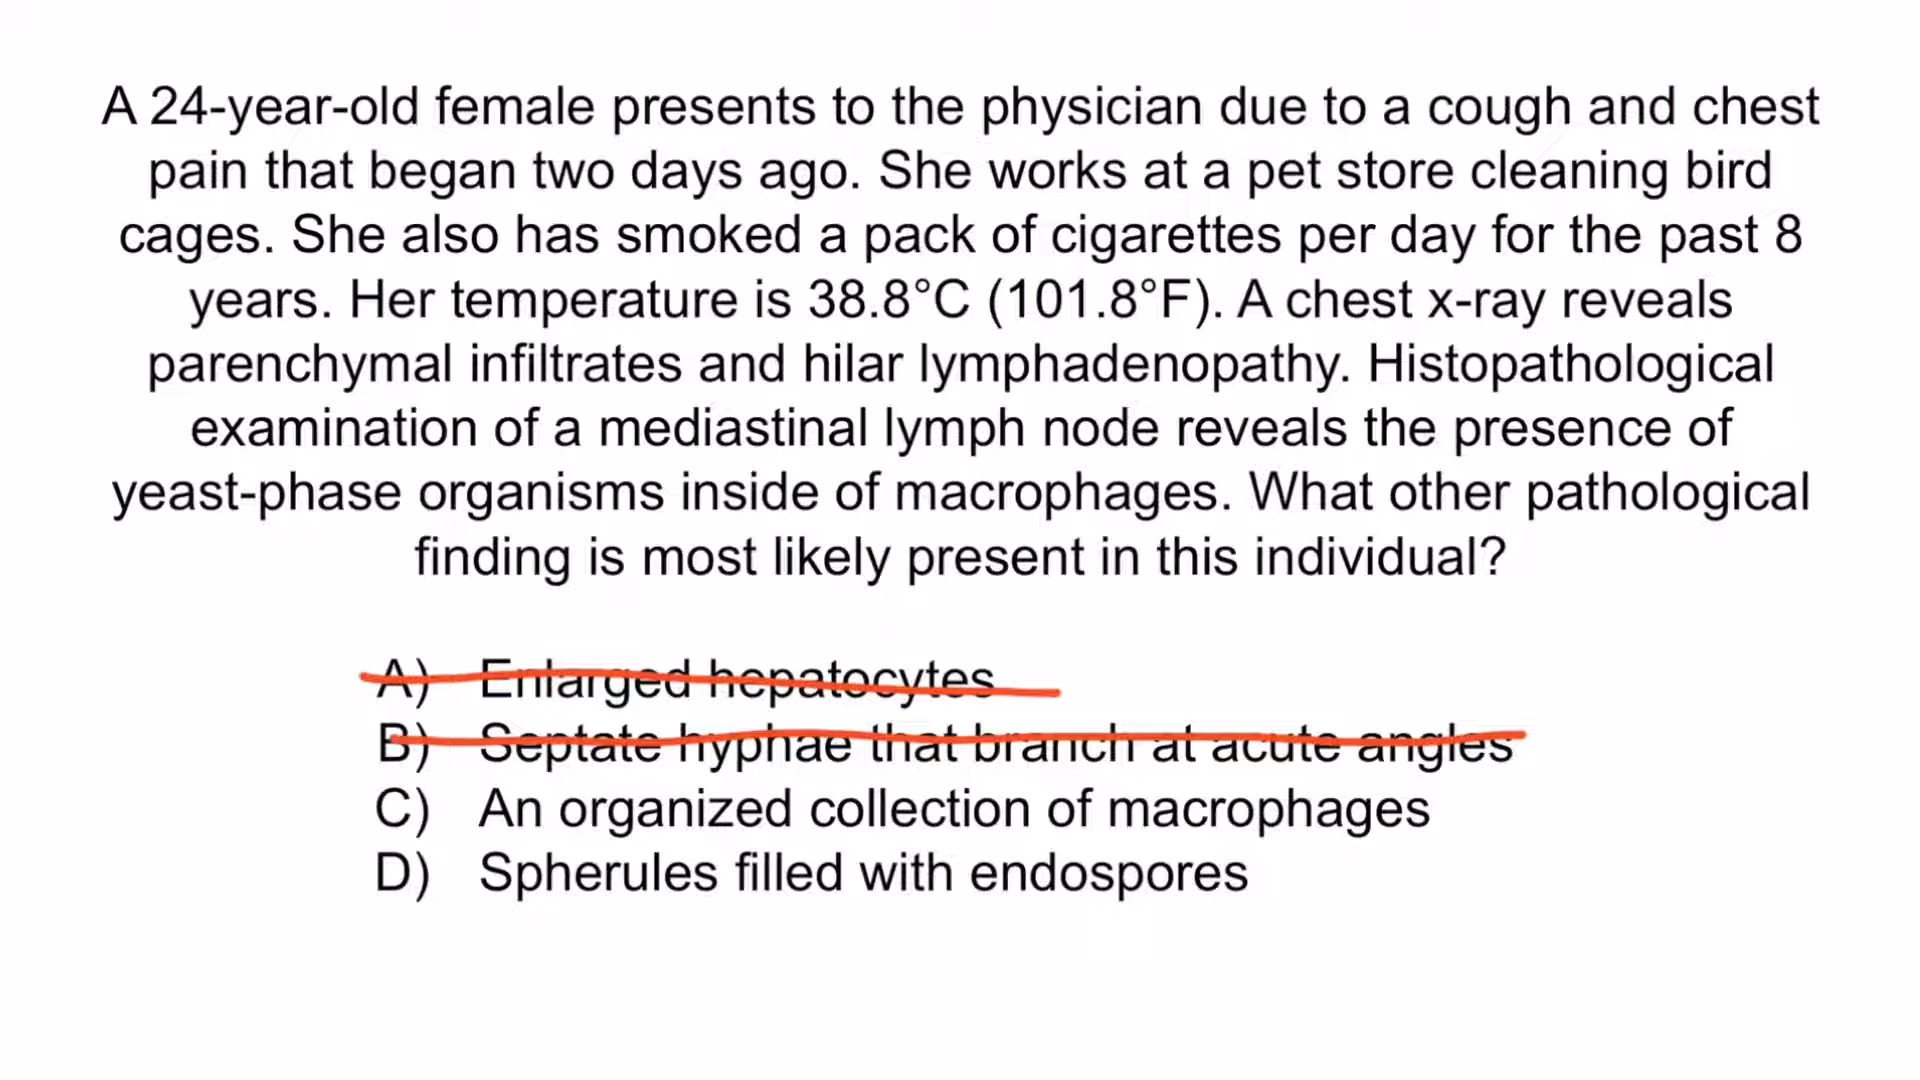 A 24-year-old female presents to the physician due to a cough and chest
pain that began two days ago. She works at a pet store cleaning bird
cages. She also has smoked a pack of cigarettes per day for the past 8
years. Her temperature is 38.8°C (101.8°F). A chest x-ray reveals
parenchymal infiltrates and hilar lymphadenopathy. Histopathological
examination of a mediastinal lymph node reveals the presence of
yeast-phase organisms inside of macrophages. What other pathological
finding is most likely present in this individual?
A) Enlarged hepatocytes
B) Septate hyphae that branch at acute angles
C) An organized collection of macrophages
D) Spherules filled with endospores